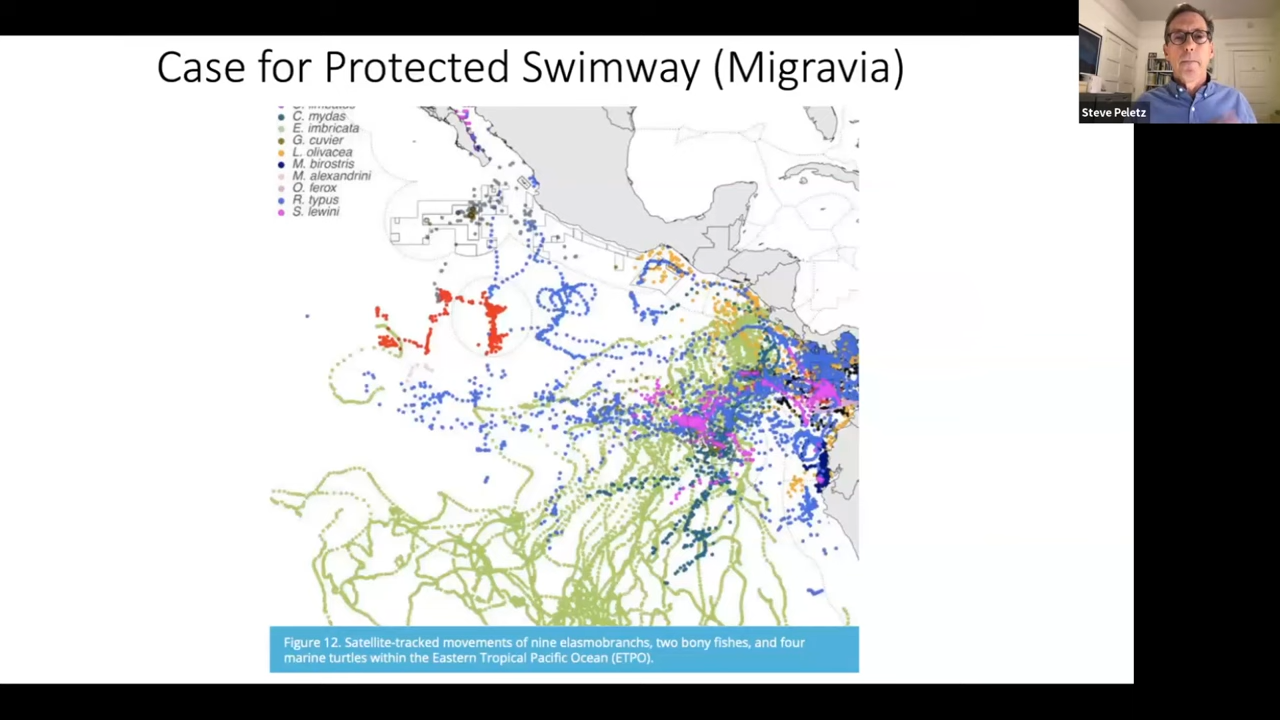 Case for Protected Swimway (Migravia)
Steve Peletz
C. mydas
E. imbricata
G. cuvier
L. olivacea
M. birostris
M. alexandrini
O. ferox
R. typus
S. lewini
Figure 12. Satellite-tracked movements of nine elasmobranchs, two bony fishes, and four
marine turtles within the Eastern Tropical Pacific Ocean (ETPO).